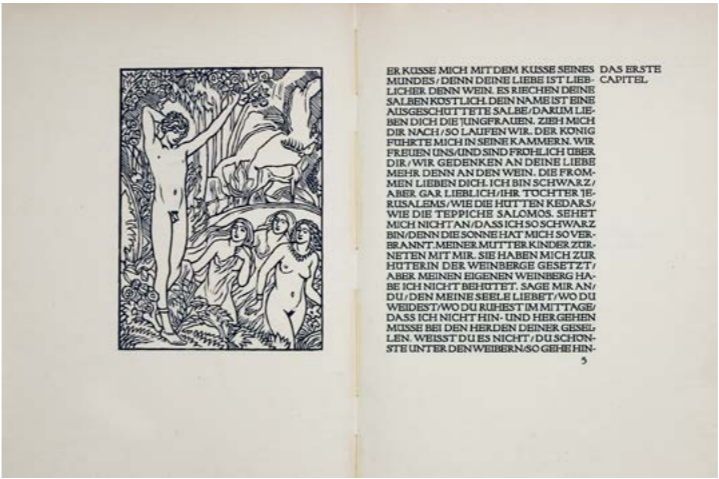 ER KÜSSE MICH MIT DEM KUSSE SEINES
MUNDES/DENN DEINE LIEBE IST LIEB-
LICHER DENN WEIN. ES RIECHEN DEINE
SALBEN KÖSTLICH. DEIN NAME IST EINE
AUSGESCHÜTTETE SALBE/DARUM LIE-
BEN DICH DIE JUNGFRAUEN. ZIEH MICH
DIR NACH/SO LAUFEN WIR. DER KÖNIG
FÜHRTE MICH IN SEINE KAMMERN. WIR
FREUEN UNS/UND SIND FRÖHLICH ÜBER
DIR/WIR GEDENKEN AN DEINE LIEBE
MEHR DENN AN DEN WEIN. DIE FROM-
MEN LIEBEN DICH. ICH BIN SCHWARZ/
ABER GAR LIEBLICH/IHR TÖCHTER JE-
RUSALEMS/WIE DIE HÜTTEN KEDARS/
WIE DIE TEPPICHE SALOMOS. SEHET
MICH NICHT AN/DASS ICH SO SCHWARZ
BIN/DENN DIE SONNE HAT MICH SO VER-
BRANNT. MEINER MUTTER KINDER ZÜR-
NETEN MIT MIR. SIE HABEN MICH ZUR
HÜTERIN DER WEINBERGE GESETZT/
ABER MEINEN EIGENEN WEINBERG HA-
BE ICH NICHT BEHÜTET. SAGE MIR AN/
DU/DEN MEINE SEELE LIEBET/WO DU
WEIDEST/WO DU RUHEST IM MITTAGE/
DASS ICH NICHT HIN- UND HERGEHEN
MÜSSE BEI DEN HERDEN DEINER GESEL
LEN. WEISST DU ES NICHT/DU SCHÖN-
STE UNTER DEN WEIBERN/SO GEHE HIN-
DAS ERSTE
CAPITEL
3